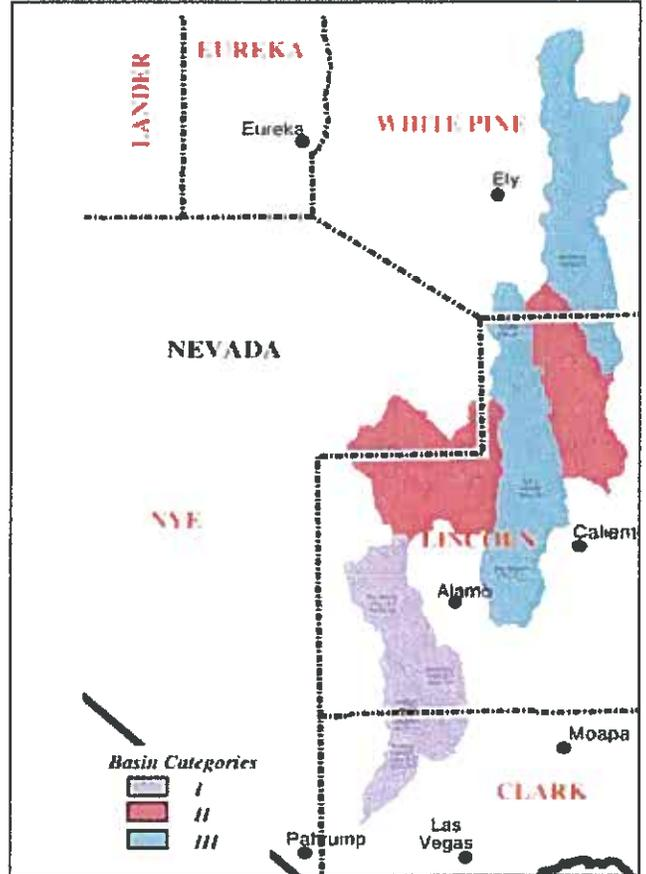 EUREKA
LANDER
Eureka
WHITE PINE
Ely
NEVADA
NYE
LINCOLN
Calient
Alamo
Moapa
Basin Categories
I
II
III
CLARK
Pahrump
Las
Vegas